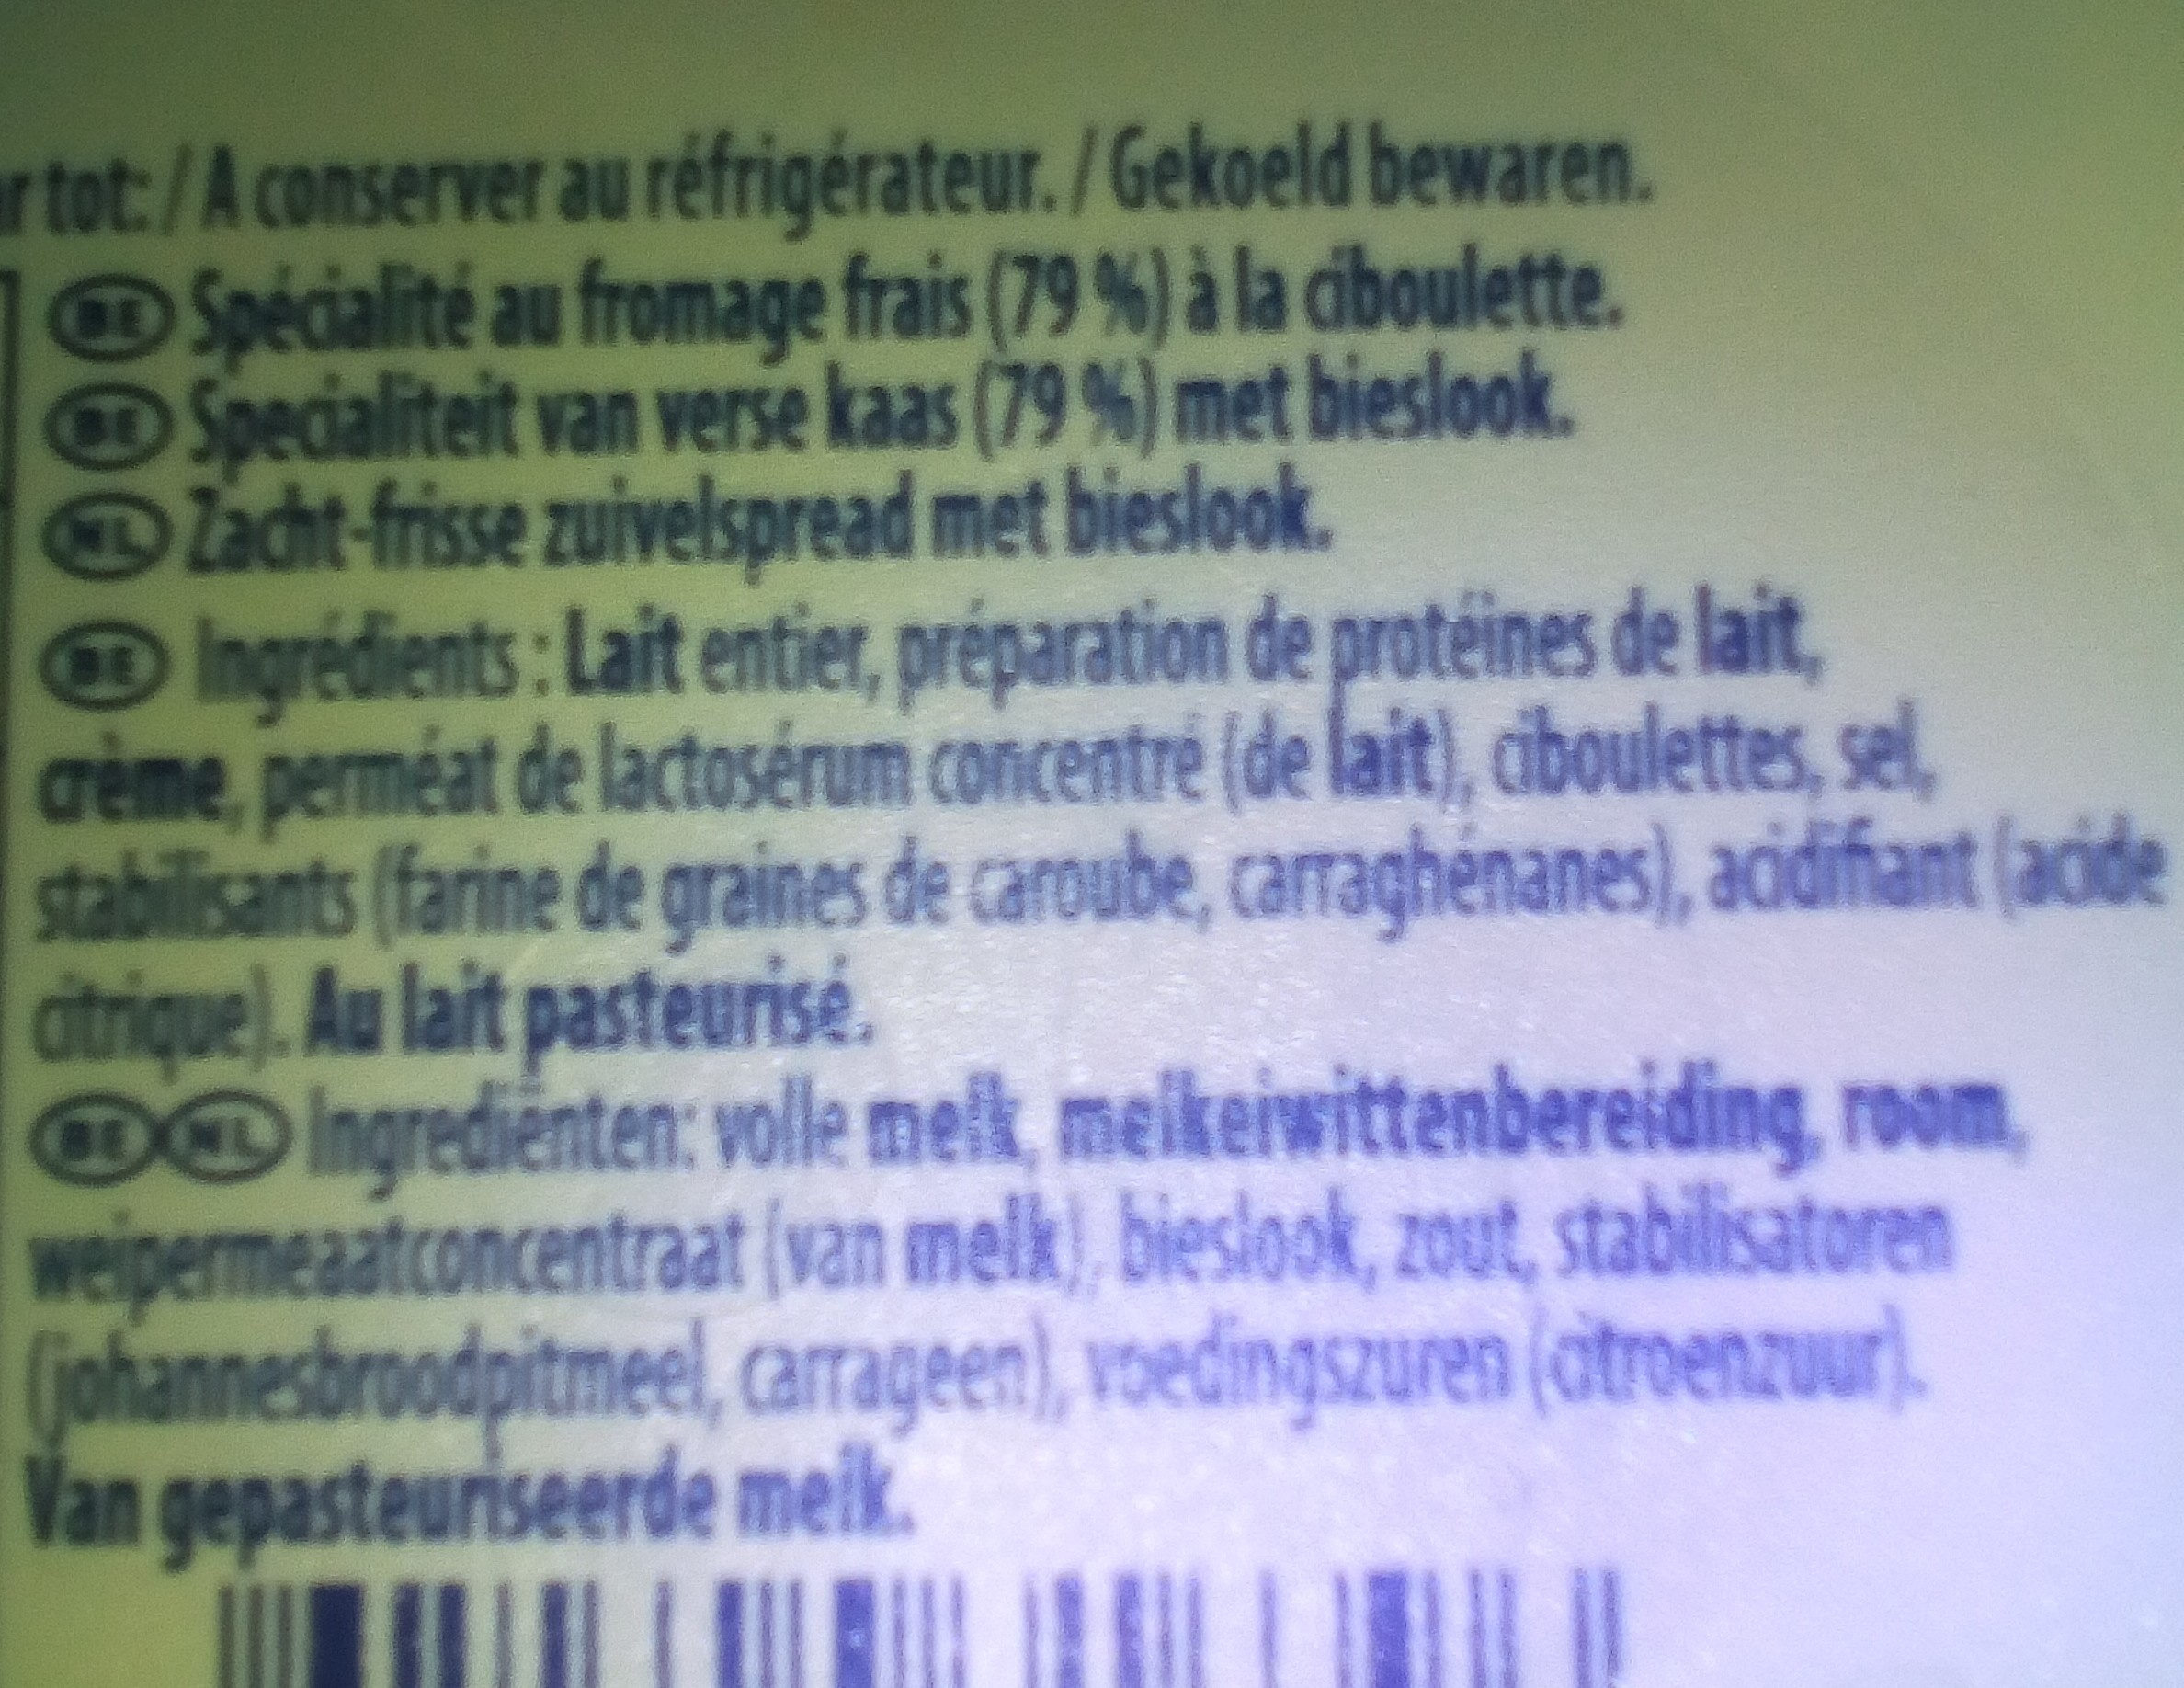 r tot: / A conserver au réfrigérateur. / Gekoeld bewaren.
BE Spécialité au fromage frais (79 %) à la ciboulette.
BE Specialiteit van verse kaas (79 %) met bieslook.
NL Zacht-frisse zuivelspread met bieslook.
BE Ingrédients : Lait entier, préparation de protéines de lait,
crème, perméat de lactosérum concentré (de lait), ciboulettes, sel,
stabilisants (farine de graines de caroube, carraghénanes), acidifiant (acide
citrique). Au lait pasteurisé.
BE NL Ingrediënten: volle melk, melkeiwittenbereiding, room,
weipermeaatconcentraat (van melk), bieslook, zout, stabilisatoren
(johannesbroodpitmeel, carrageen), voedingszuren (citroenzuur).
Van gepasteuriseerde melk.